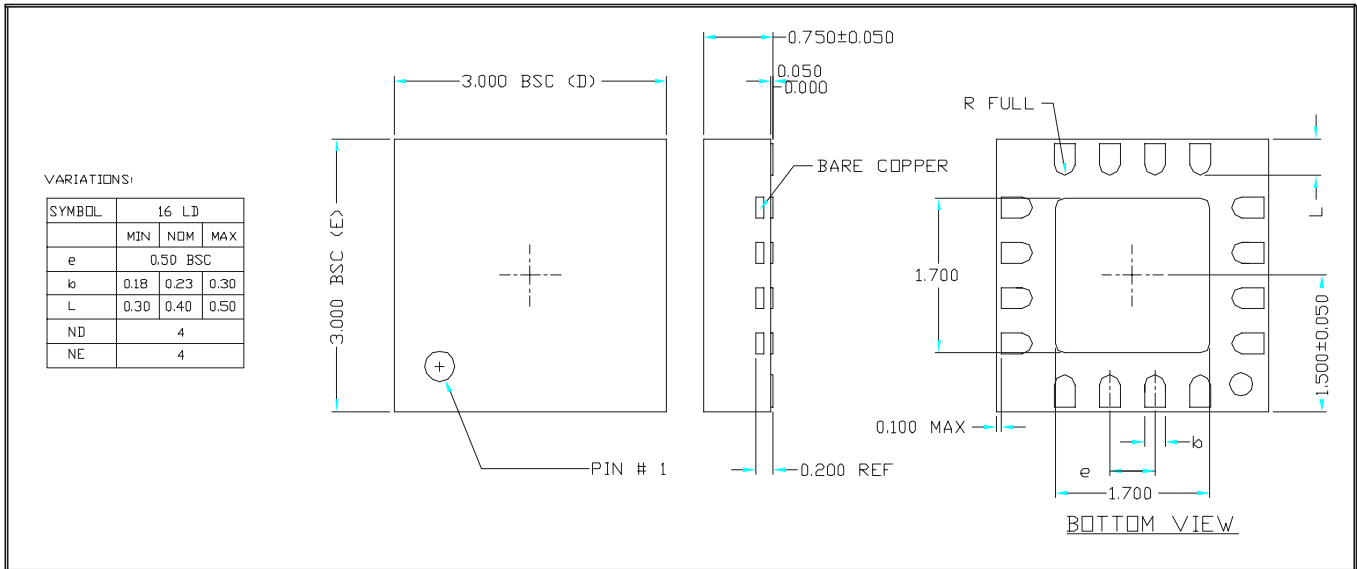 VARIATIONS:
SYMBOL 16 LD
MIN NOM MAX
e 0.50 BSC
b 0.18 0.23 0.30
L 0.30 0.40 0.50
ND 4
NE 4
3.000 BSC (D)
3.000 BSC (E)
PIN # 1
0.750±0.050
0.050
0.000
BARE COPPER
0.200 REF
R FULL
L
1.700
1.500±0.050
0.100 MAX
b
e
1.700
BOTTOM VIEW